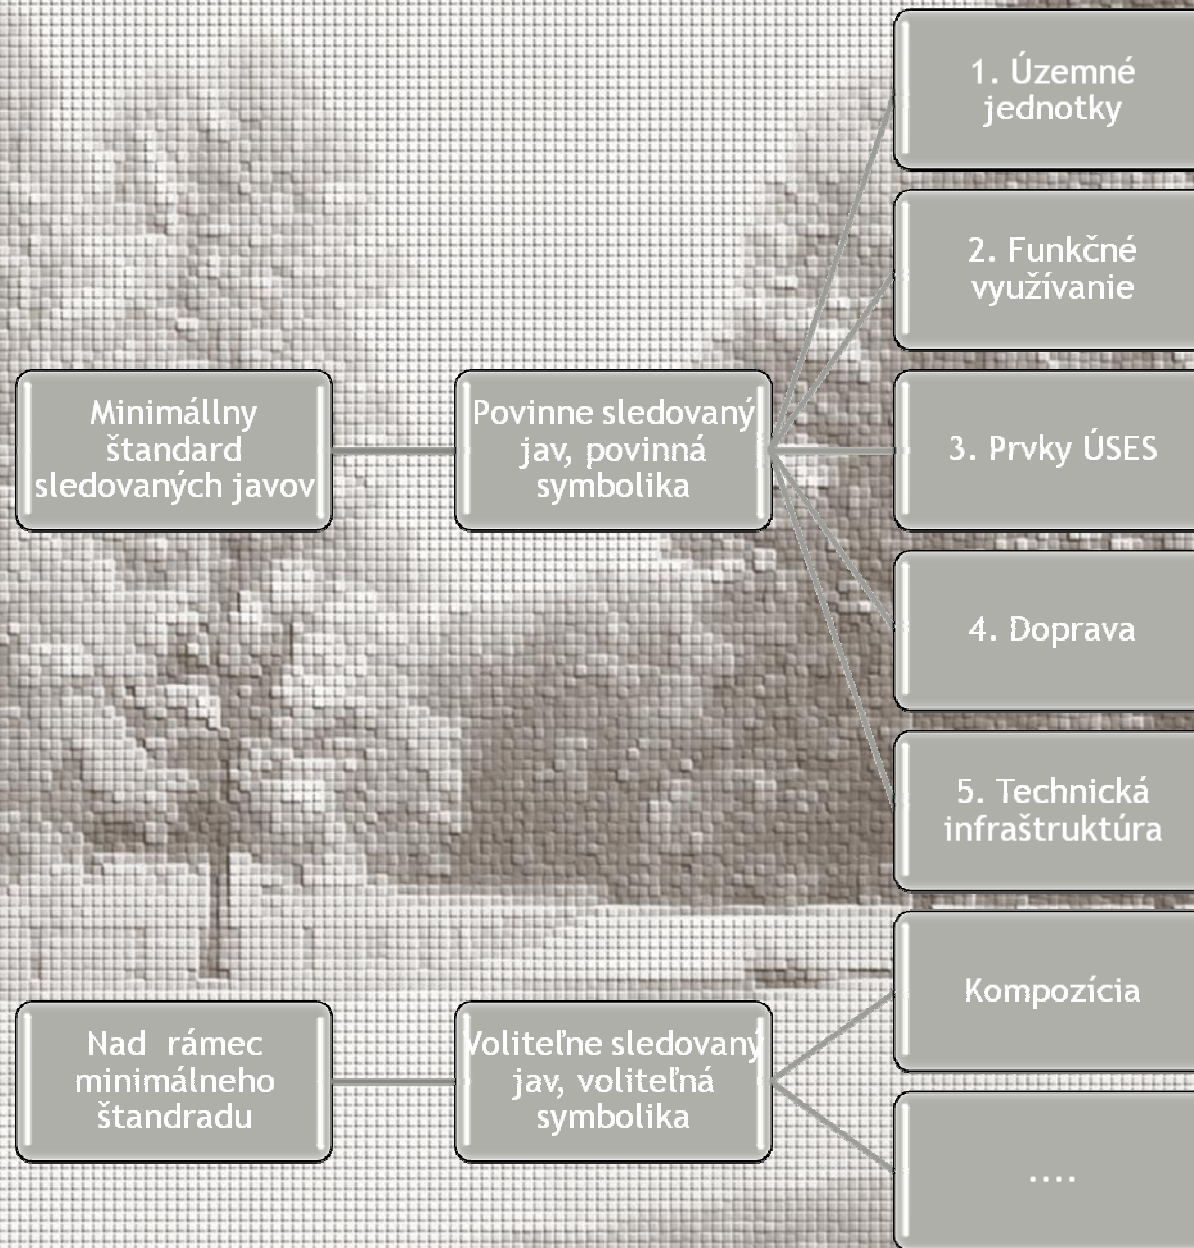 Minimállny
štandard
sledovaných javov
Povinne sledovaný
jav, povinná
symbolika
1. Územné
jednotky
2. Funkčné
využívanie
3. Prvky ÚSES
4. Doprava
5. Technická
infraštruktúra
Nad  rámec
minimálneho
štandradu
Voliteľne sledovaný
jav, voliteľná
symbolika
Kompozícia
....